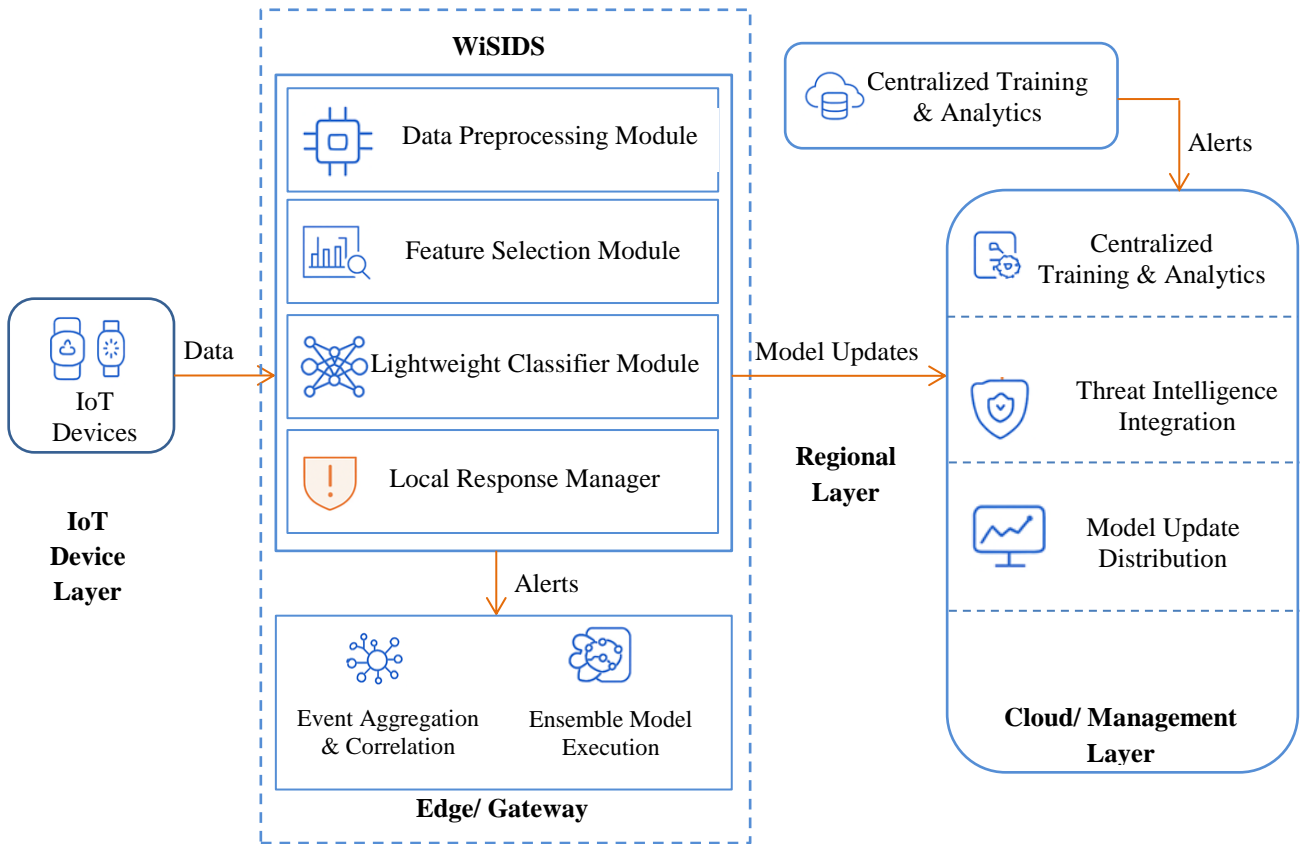 WiSIDS
Data Preprocessing Module
Feature Selection Module
Lightweight Classifier Module
Local Response Manager
IoT
Devices
Data
IoT
Device
Layer
Alerts
Event Aggregation
& Correlation
Ensemble Model
Execution
Edge/ Gateway
Model Updates
Regional
Layer
Centralized Training
& Analytics
Alerts
Centralized
Training & Analytics
Threat Intelligence
Integration
Model Update
Distribution
Cloud/ Management
Layer